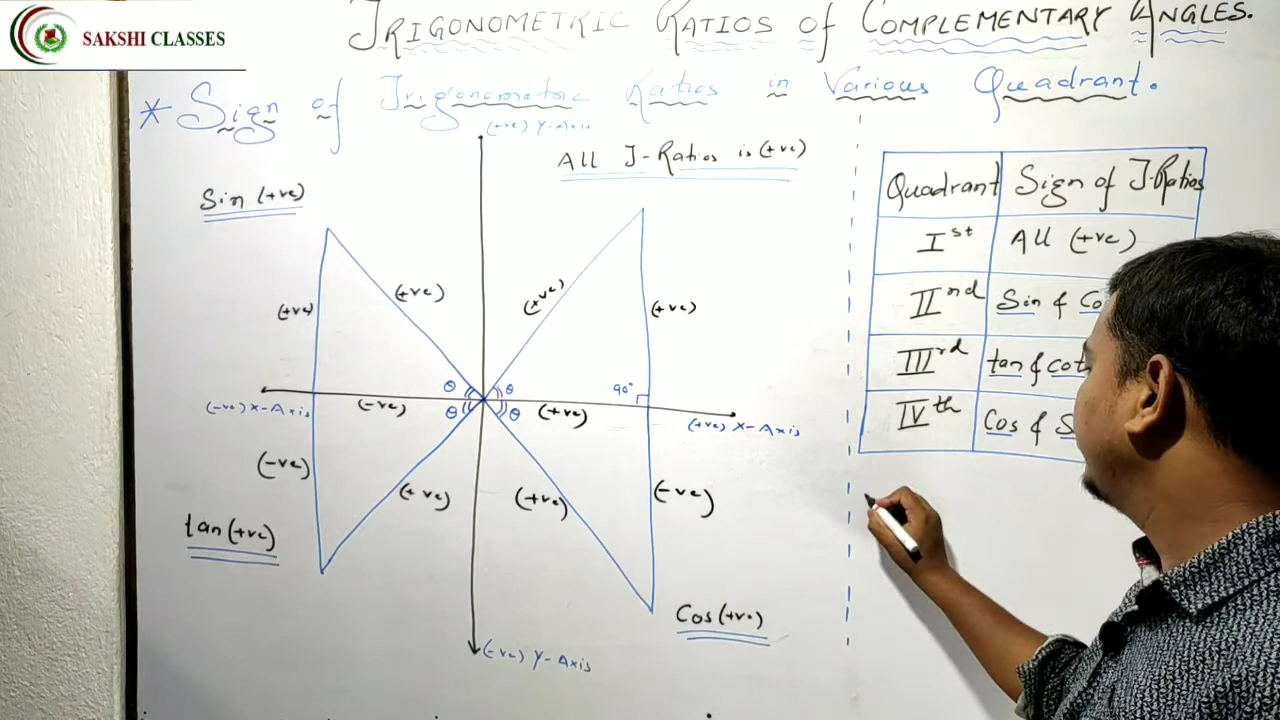 SAKSHI CLASSES
TRIGONOMETRIC RATIOS of COMPLEMENTARY ANGLES.
* Sign of Trigonometric Ratios in Various Quadrant.
(+ve) Y-Axis
All T-Ratios is (+ve)
Sin (+ve)
(+ve)
(+ve)
(+ve)
(+ve)
θ
θ
90°
(-ve) X-Axis
(-ve)
θ
θ
(+ve)
(+ve) X-Axis
(-ve)
(+ve)
(+ve)
(-ve)
tan (+ve)
Cos (+ve)
(-ve) Y-Axis
Quadrant Sign of T-Ratios
Ist All (+ve)
IInd Sin & Co
IIIrd tan & cot
IVth Cos & S